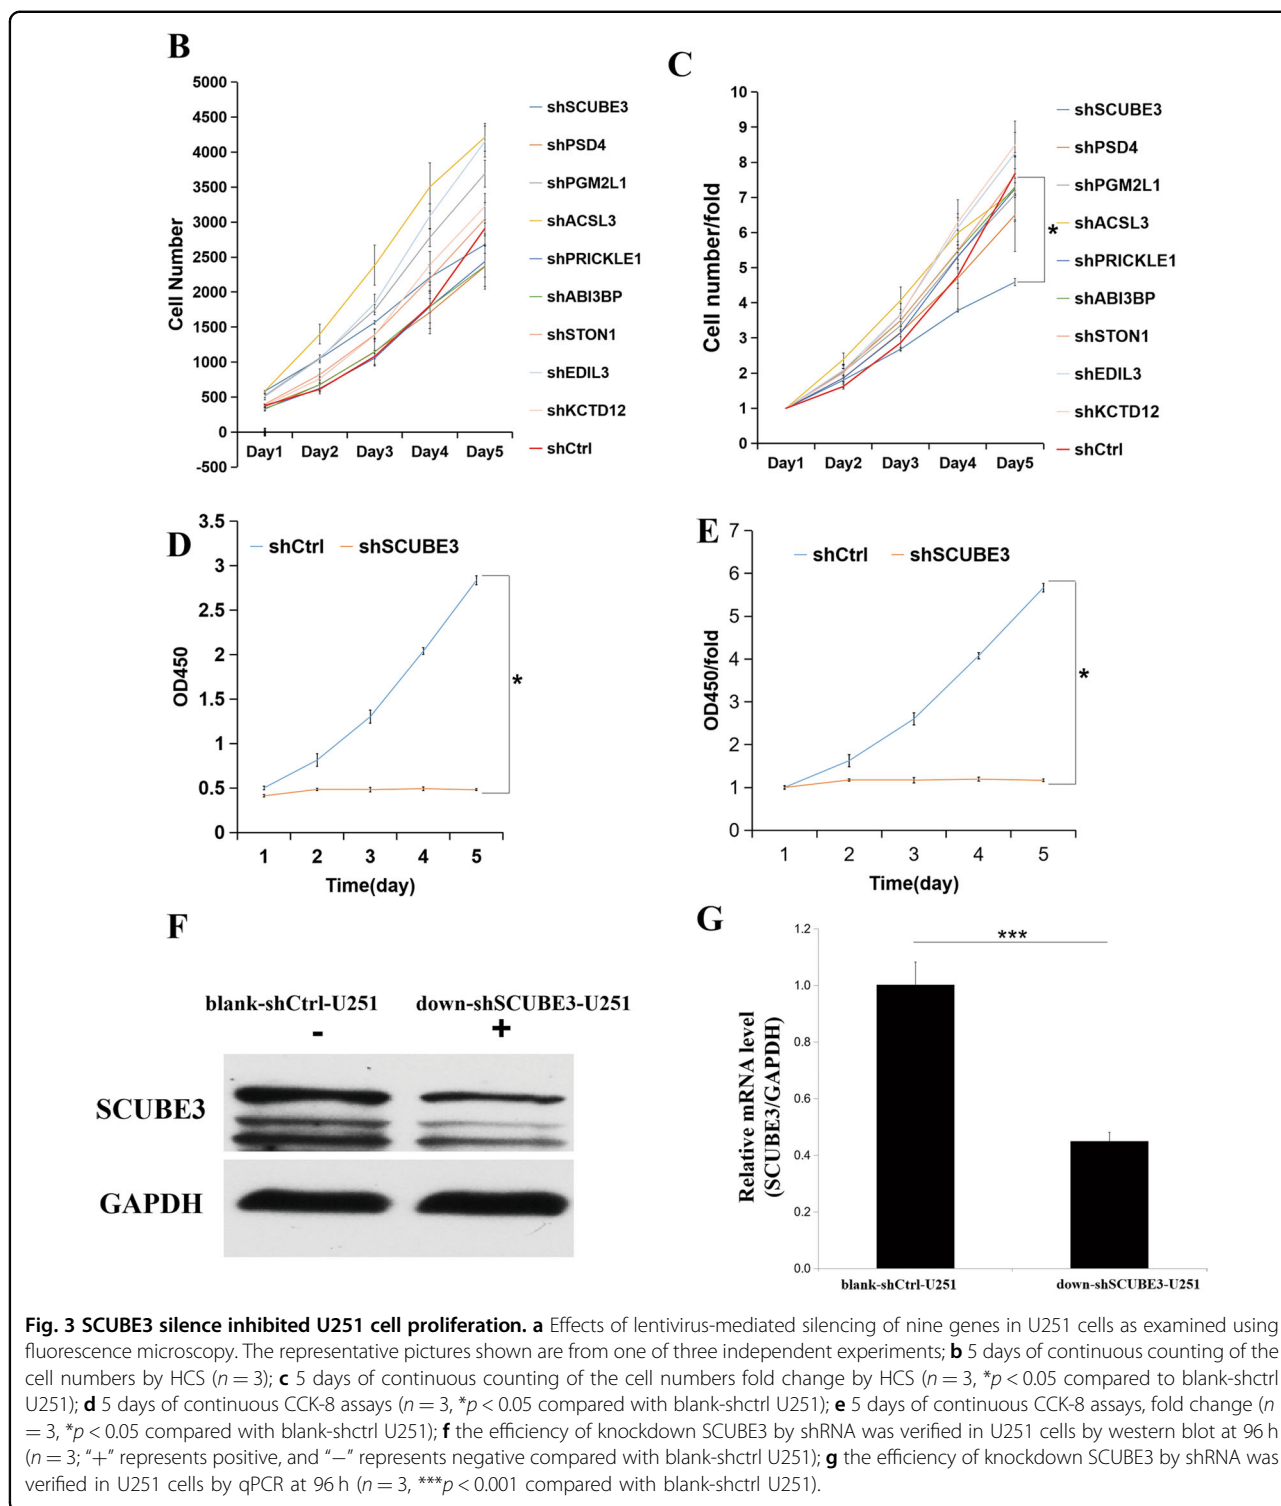 B
5000
4500
4000
3500
3000
2500
2000
1500
1000
500
0
-500
Cell Number
Day1 Day2 Day3 Day4 Day5
shSCUBE3
shPSD4
shPGM2L1
shACSL3
shPRICKLE1
shABI3BP
shSTON1
shEDIL3
shKCTD12
shCtrl
C
10
9
8
7
6
5
4
3
2
1
0
Cell number/fold
Day1 Day2 Day3 Day4 Day5
*
shSCUBE3
shPSD4
shPGM2L1
shACSL3
shPRICKLE1
shABI3BP
shSTON1
shEDIL3
shKCTD12
shCtrl
D
3.5
3
2.5
2
1.5
1
0.5
0
OD450
shCtrl shSCUBE3
*
1 2 3 4 5
Time(day)
E
7
6
5
4
3
2
1
0
OD450/fold
shCtrl shSCUBE3
*
1 2 3 4 5
Time(day)
F
blank-shCtrl-U251 down-shSCUBE3-U251
- +
SCUBE3
GAPDH
G
1.2
1.0
0.8
0.6
0.4
0.2
0.0
Relative mRNA level
(SCUBE3/GAPDH)
***
blank-shCtrl-U251 down-shSCUBE3-U251
Fig. 3 SCUBE3 silence inhibited U251 cell proliferation. a Effects of lentivirus-mediated silencing of nine genes in U251 cells as examined using
fluorescence microscopy. The representative pictures shown are from one of three independent experiments; b 5 days of continuous counting of the
cell numbers by HCS (n = 3); c 5 days of continuous counting of the cell numbers fold change by HCS (n = 3, *p < 0.05 compared to blank-shctrl
U251); d 5 days of continuous CCK-8 assays (n = 3, *p < 0.05 compared with blank-shctrl U251); e 5 days of continuous CCK-8 assays, fold change (n
= 3, *p < 0.05 compared with blank-shctrl U251); f the efficiency of knockdown SCUBE3 by shRNA was verified in U251 cells by western blot at 96 h
(n = 3; “+” represents positive, and “−” represents negative compared with blank-shctrl U251); g the efficiency of knockdown SCUBE3 by shRNA was
verified in U251 cells by qPCR at 96 h (n = 3, ***p < 0.001 compared with blank-shctrl U251).